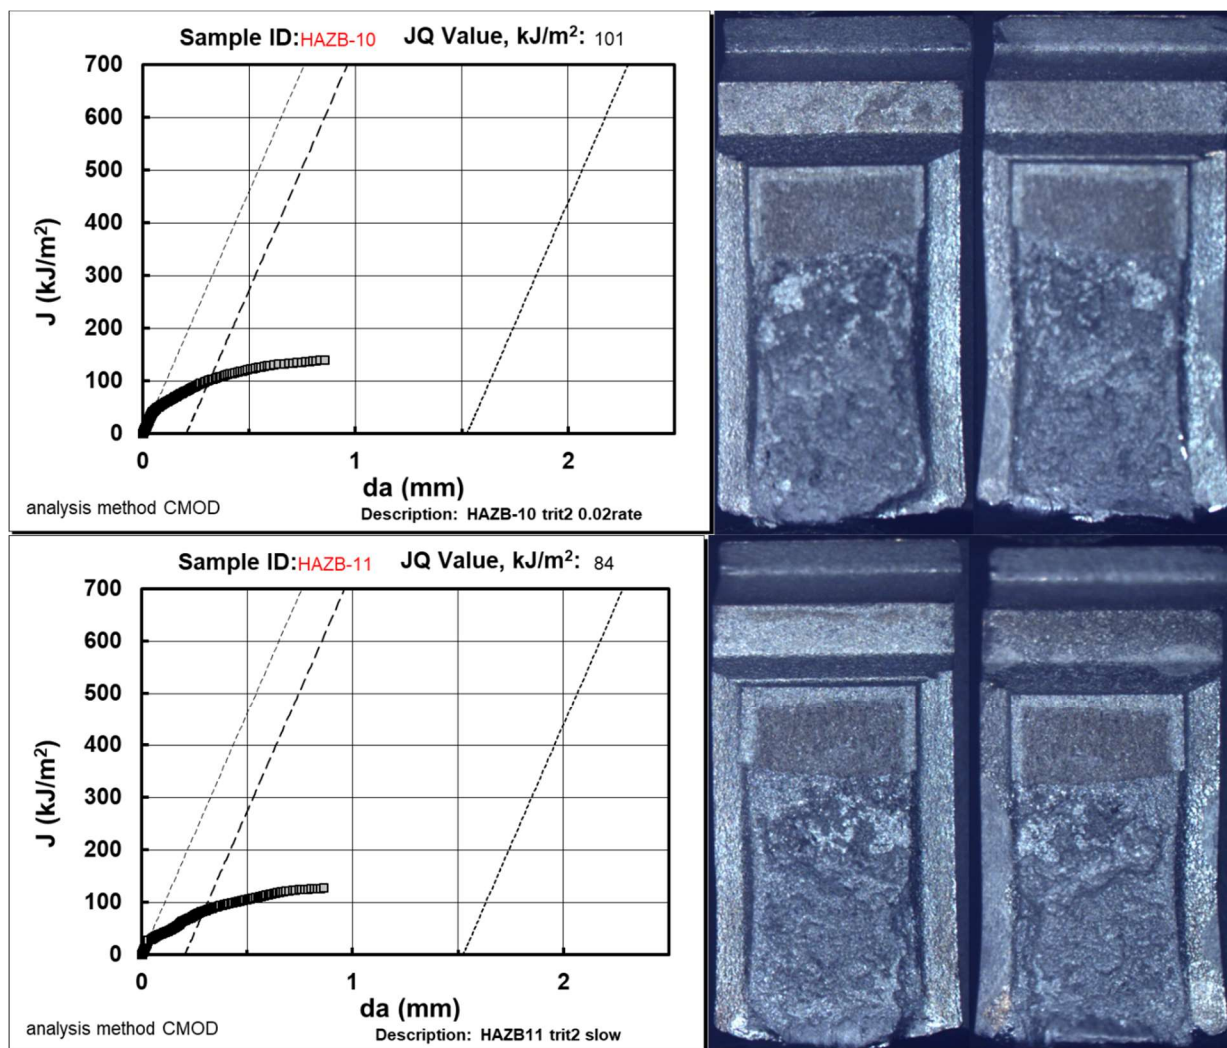 Sample ID:HAZB-10 JQ Value, kJ/m²: 101
700
600
500
400
300
200
100
0
J (kJ/m²)
0 1 2
da (mm)
analysis method CMOD
Description: HAZB-10 trit2 0.02rate
Sample ID:HAZB-11 JQ Value, kJ/m²: 84
700
600
500
400
300
200
100
0
J (kJ/m²)
0 1 2
da (mm)
analysis method CMOD
Description: HAZB11 trit2 slow